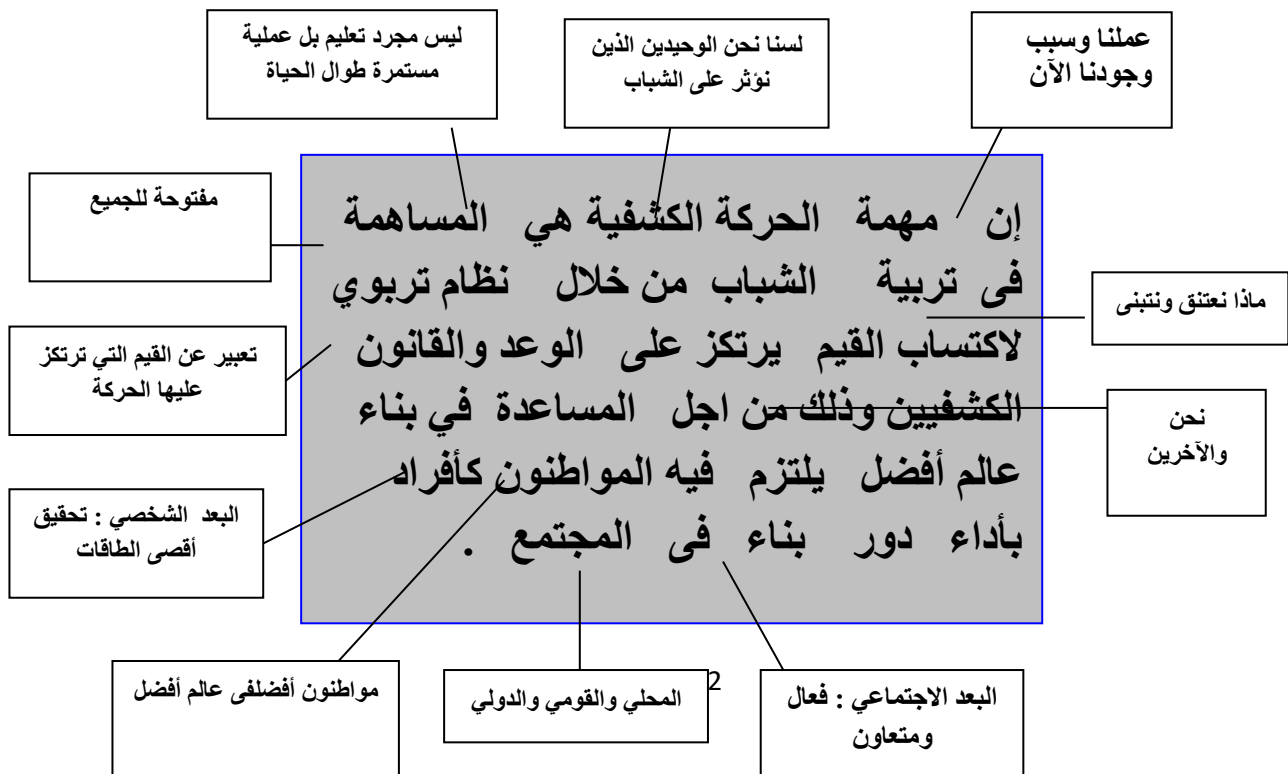 عملنا وسبب
وجودنا الآن
لسنا نحن الوحيدين الذين
نؤثر على الشباب
ليس مجرد تعليم بل عملية
مستمرة طوال الحياة
مفتوحة للجميع
إن مهمة الحركة الكشفية هي المساهمة
فى تربية الشباب من خلال نظام تربوي
لاكتساب القيم يرتكز على الوعد والقانون
الكشفيين وذلك من اجل المساعدة في بناء
عالم أفضل يلتزم فيه المواطنون كأفراد
بأداء دور بناء فى المجتمع .
ماذا نعتنق ونتبنى
تعبير عن القيم التي ترتكز
عليها الحركة
نحن
والآخرين
البعد الشخصي : تحقيق
أقصى الطاقات
البعد الاجتماعي : فعال
ومتعاون
2
المحلي والقومي والدولي
مواطنون أفضلفى عالم أفضل